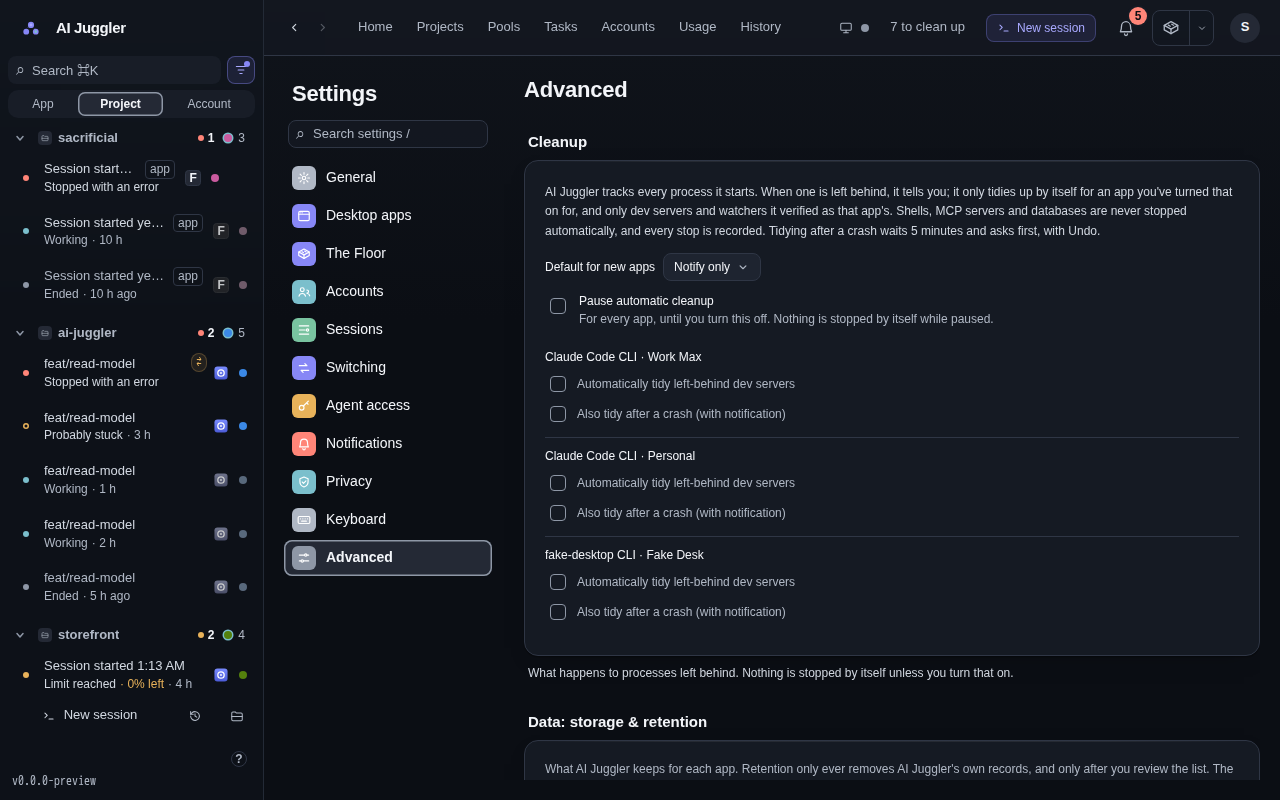 AI Juggler
Search ⌘K
App
Project
Account
sacrificial
1
3
Session start…
app
F
Stopped with an error
Session started ye…
app
F
Working · 10 h
Session started ye…
app
F
Ended · 10 h ago
ai-juggler
2
5
feat/read-model
Stopped with an error
feat/read-model
Probably stuck · 3 h
feat/read-model
Working · 1 h
feat/read-model
Working · 2 h
feat/read-model
Ended · 5 h ago
storefront
2
4
Session started 1:13 AM
Limit reached · 0% left · 4 h
New session
?
v0.0.0-preview
Home
Projects
Pools
Tasks
Accounts
Usage
History
7 to clean up
New session
5
S
Settings
Search settings /
General
Desktop apps
The Floor
Accounts
Sessions
Switching
Agent access
Notifications
Privacy
Keyboard
Advanced
Advanced
Cleanup
AI Juggler tracks every process it starts. When one is left behind, it tells you; it only tidies up by itself for an app you've turned that
on for, and only dev servers and watchers it verified as that app's. Shells, MCP servers and databases are never stopped
automatically, and every stop is recorded. Tidying after a crash waits 5 minutes and asks first, with Undo.
Default for new apps
Notify only
Pause automatic cleanup
For every app, until you turn this off. Nothing is stopped by itself while paused.
Claude Code CLI · Work Max
Automatically tidy left-behind dev servers
Also tidy after a crash (with notification)
Claude Code CLI · Personal
Automatically tidy left-behind dev servers
Also tidy after a crash (with notification)
fake-desktop CLI · Fake Desk
Automatically tidy left-behind dev servers
Also tidy after a crash (with notification)
What happens to processes left behind. Nothing is stopped by itself unless you turn that on.
Data: storage & retention
What AI Juggler keeps for each app. Retention only ever removes AI Juggler's own records, and only after you review the list. The